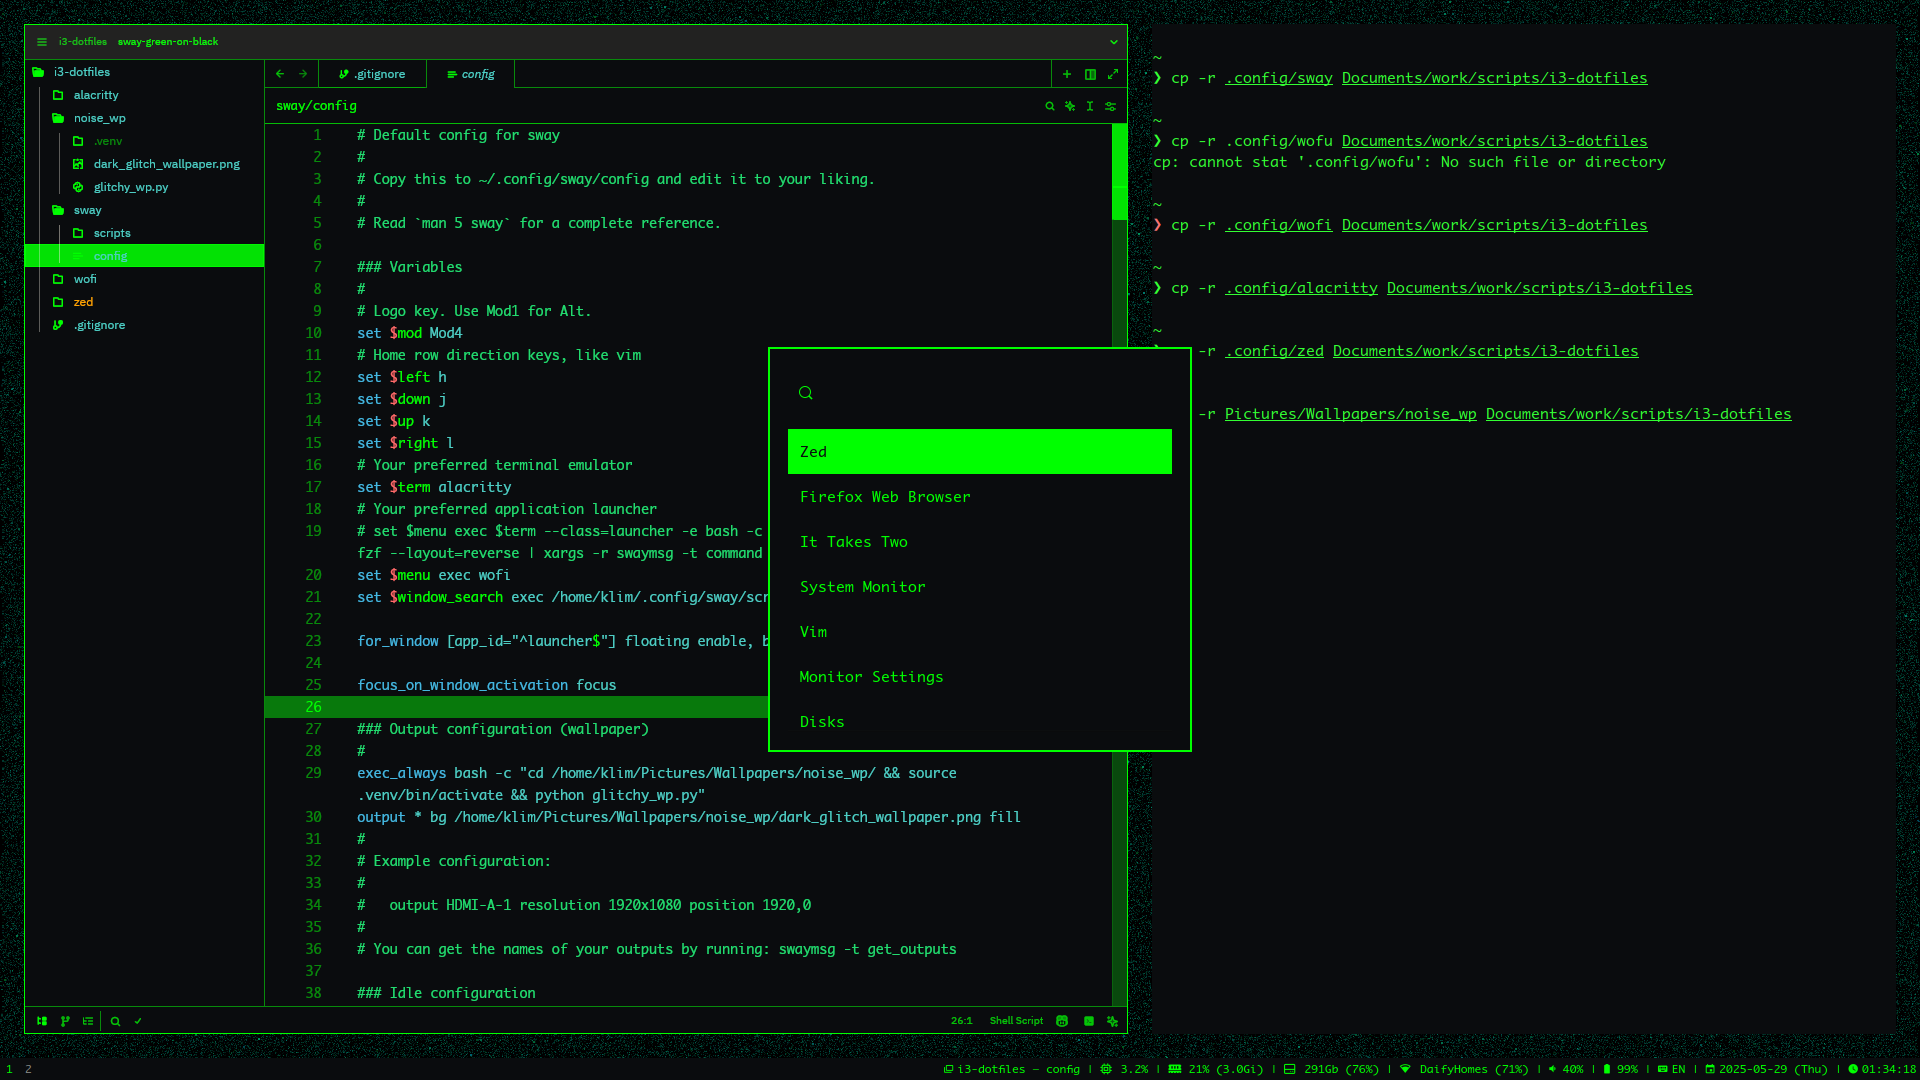 i3-dotfiles sway-green-on-black
i3-dotfiles
alacritty
noise_wp
.venv
dark_glitch_wallpaper.png
glitchy_wp.py
sway
scripts
config
wofi
zed
.gitignore
.gitignore
config
sway/config
1 # Default config for sway
2 #
3 # Copy this to ~/.config/sway/config and edit it to your liking.
4 #
5 # Read `man 5 sway` for a complete reference.
6
7 ### Variables
8 #
9 # Logo key. Use Mod1 for Alt.
10 set $mod Mod4
11 # Home row direction keys, like vim
12 set $left h
13 set $down j
14 set $up k
15 set $right l
16 # Your preferred terminal emulator
17 set $term alacritty
18 # Your preferred application launcher
19 # set $menu exec $term --class=launcher -e bash -c
fzf --layout=reverse | xargs -r swaymsg -t command
20 set $menu exec wofi
21 set $window_search exec /home/klim/.config/sway/scr
22
23 for_window [app_id="^launcher$"] floating enable, b
24
25 focus_on_window_activation focus
26
27 ### Output configuration (wallpaper)
28 #
29 exec_always bash -c "cd /home/klim/Pictures/Wallpapers/noise_wp/ && source
.venv/bin/activate && python glitchy_wp.py"
30 output * bg /home/klim/Pictures/Wallpapers/noise_wp/dark_glitch_wallpaper.png fill
31 #
32 # Example configuration:
33 #
34 #   output HDMI-A-1 resolution 1920x1080 position 1920,0
35 #
36 # You can get the names of your outputs by running: swaymsg -t get_outputs
37
38 ### Idle configuration
26:1 Shell Script
~
❯ cp -r .config/sway Documents/work/scripts/i3-dotfiles
~
❯ cp -r .config/wofu Documents/work/scripts/i3-dotfiles
cp: cannot stat '.config/wofu': No such file or directory
~
❯ cp -r .config/wofi Documents/work/scripts/i3-dotfiles
~
❯ cp -r .config/alacritty Documents/work/scripts/i3-dotfiles
~
-r .config/zed Documents/work/scripts/i3-dotfiles
-r Pictures/Wallpapers/noise_wp Documents/work/scripts/i3-dotfiles
Zed
Firefox Web Browser
It Takes Two
System Monitor
Vim
Monitor Settings
Disks
1 2
i3-dotfiles — config | 3.2% | 21% (3.0Gi) | 291Gb (76%) | DaifyHomes (71%) | 40% | 99% | EN | 2025-05-29 (Thu) | 01:34:18